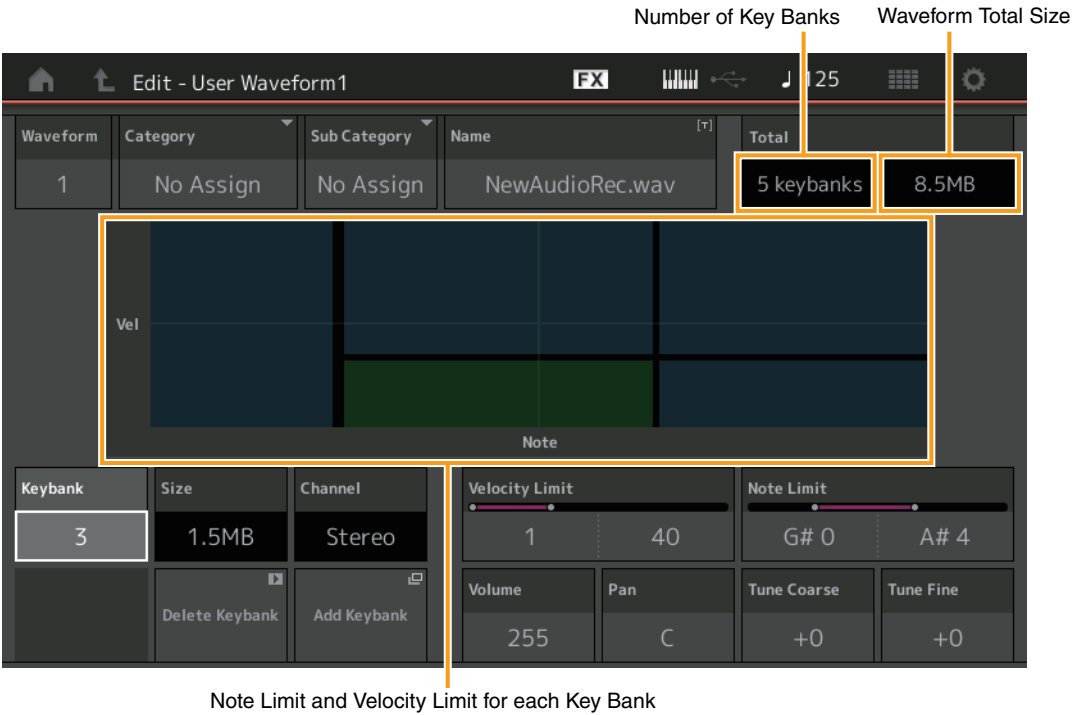 Number of Key Banks
Waveform Total Size
Edit - User Waveform1
FX
♩ 125
Waveform
Category
Sub Category
Name
[T]
Total
1
No Assign
No Assign
NewAudioRec.wav
5 keybanks
8.5MB
Vel
Note
Keybank
Size
Channel
Velocity Limit
Note Limit
3
1.5MB
Stereo
1
40
G# 0
A# 4
Delete Keybank
Add Keybank
Volume
Pan
Tune Coarse
Tune Fine
255
C
+0
+0
Note Limit and Velocity Limit for each Key Bank